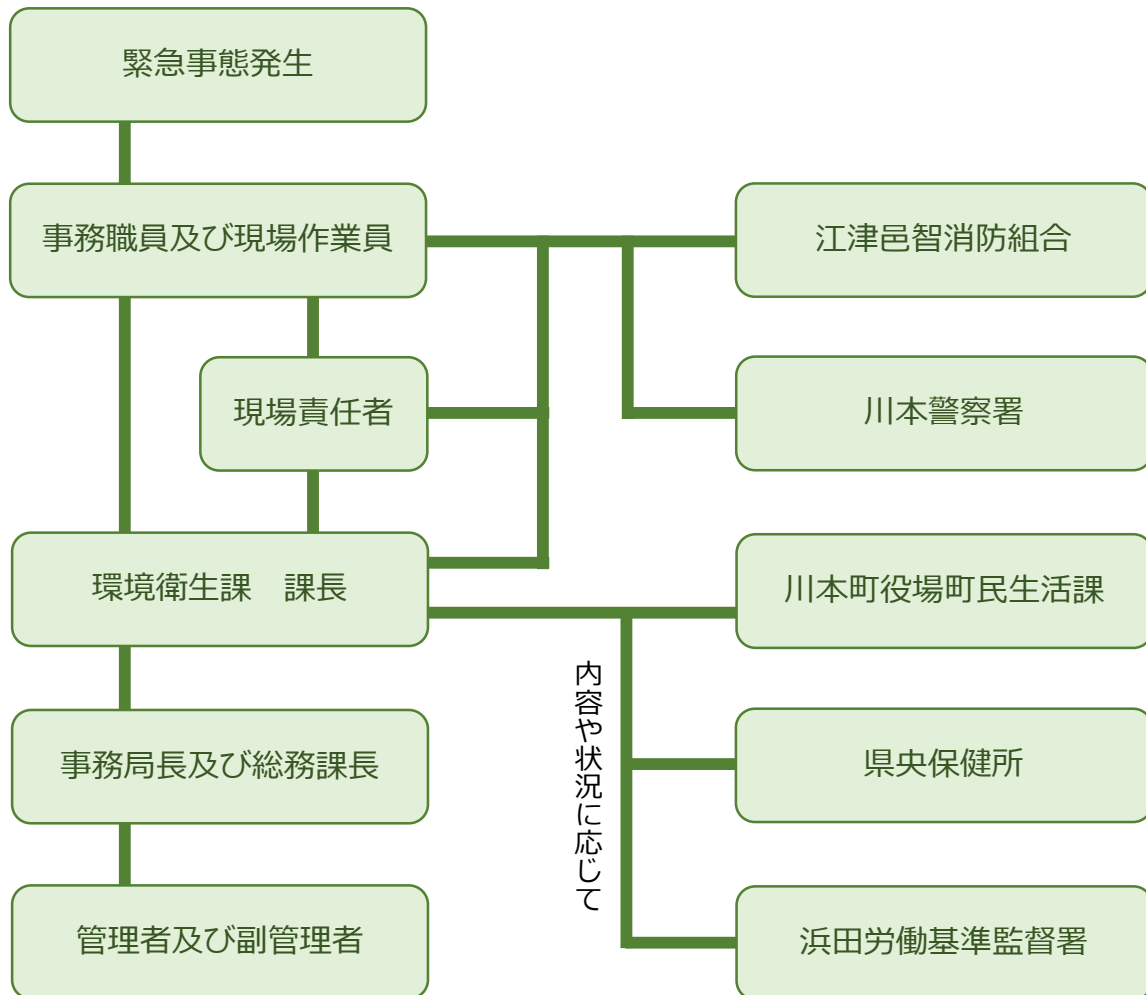 緊急事態発生
事務職員及び現場作業員
江津邑智消防組合
現場責任者
川本警察署
環境衛生課　課長
川本町役場町民生活課
内容や状況に応じて
事務局長及び総務課長
県央保健所
管理者及び副管理者
浜田労働基準監督署